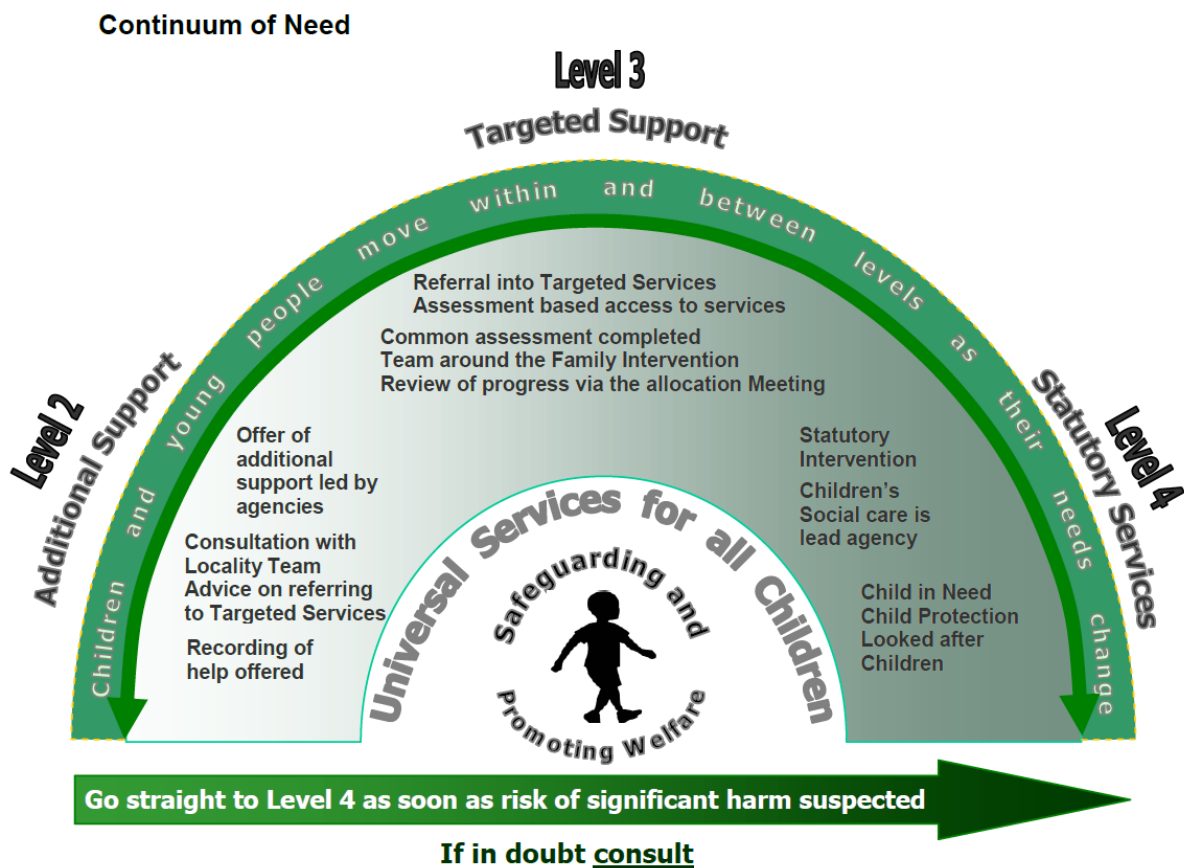 Continuum of Need
Level 3
Targeted Support
Level 2
Additional Support
Level 4
Statutory Services
Children and young people move within and between levels as their needs change
Referral into Targeted Services
Assessment based access to services
Common assessment completed
Team around the Family Intervention
Review of progress via the allocation Meeting
Offer of
additional
support led by
agencies
Consultation with
Locality Team
Advice on referring
to Targeted Services
Recording of
help offered
Statutory
Intervention
Children's
Social care is
lead agency
Child in Need
Child Protection
Looked after
Children
Universal Services for all Children
Safeguarding and
Promoting Welfare
Go straight to Level 4 as soon as risk of significant harm suspected
If in doubt consult